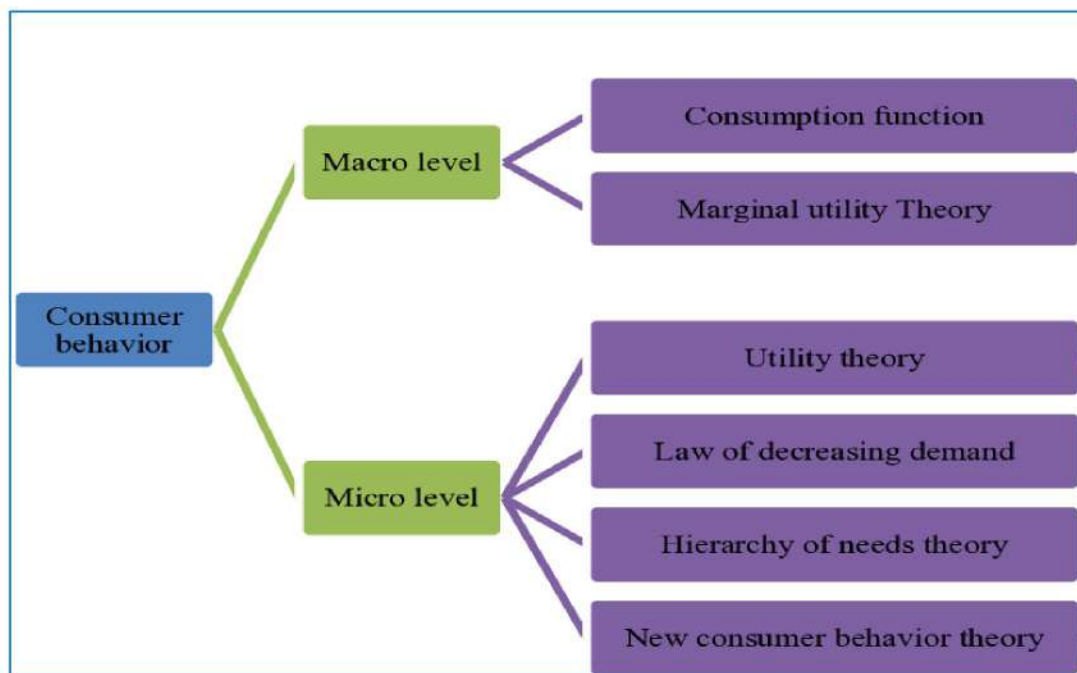 Consumer
behavior
Macro level
Consumption function
Marginal utility Theory
Micro level
Utility theory
Law of decreasing demand
Hierarchy of needs theory
New consumer behavior theory